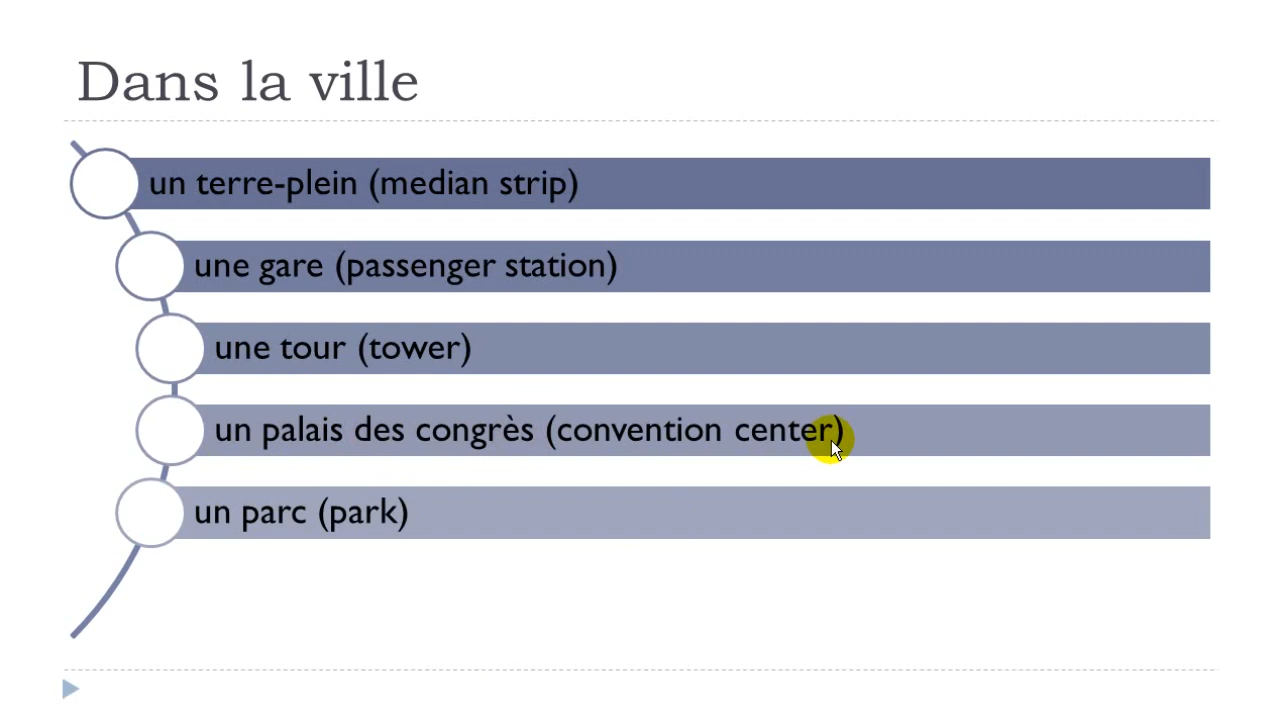 Dans la ville
un terre-plein (median strip)
une gare (passenger station)
une tour (tower)
un palais des congrès (convention center)
un parc (park)